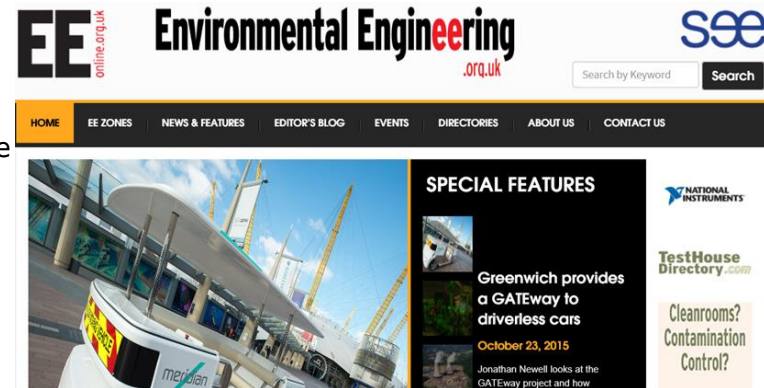 EE
online.org.uk
Environmental Engineering
.org.uk
see
Search by Keyword
Search
HOME
EE ZONES
NEWS & FEATURES
EDITOR'S BLOG
EVENTS
DIRECTORIES
ABOUT US
CONTACT US
e
meridian
SPECIAL FEATURES
Greenwich provides
a GATEway to
driverless cars
October 23, 2015
Jonathan Newell looks at the
GATEway project and how
NATIONAL
INSTRUMENTS
TestHouse
Directory.com
Cleanrooms?
Contamination
Control?